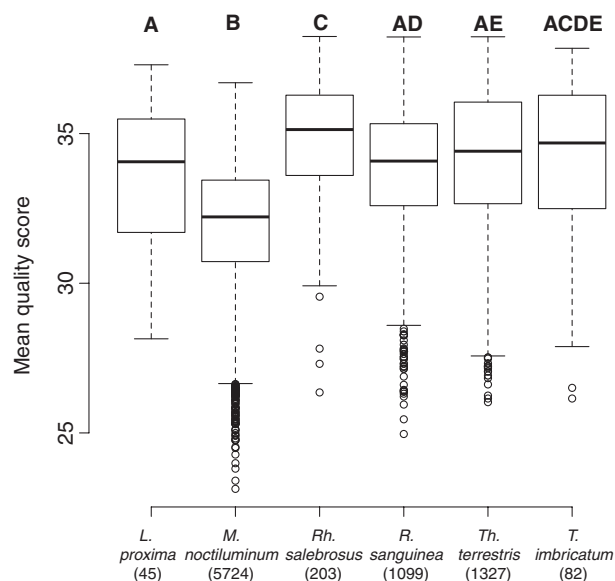 A B C AD AE ACDE
Mean quality score
35
30
25
L. M. Rh. R. Th. T.
proxima noctiluminum salebrosus sanguinea terrestris imbricatum
(45) (5724) (203) (1099) (1327) (82)